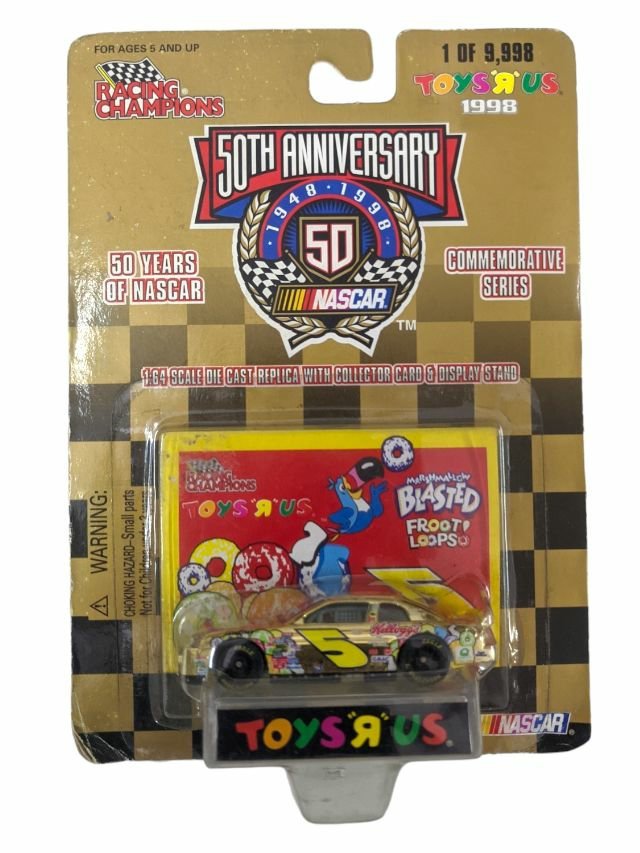 FOR AGES 5 AND UP
RACING
CHAMPIONS
1 OF 9,998
TOYS "R" US
1998
50TH ANNIVERSARY
1948 · 1998
50
NASCAR
TM
50 YEARS
OF NASCAR
COMMEMORATIVE
SERIES
1:64 SCALE DIE CAST REPLICA WITH COLLECTOR CARD & DISPLAY STAND
RACING
CHAMPIONS
TOYS "R" US
MARSHMALLOW
BLASTED
FROOT
LOOPS
WARNING:
CHOKING HAZARD–Small parts
Not for Children
5
5
Kellogg's
TOYS "R" US
NASCAR